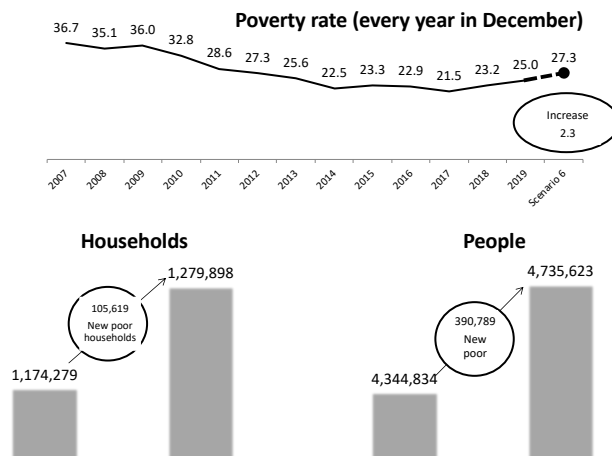 Poverty rate (every year in December)
36.7 35.1 36.0 32.8 28.6 27.3 25.6 22.5 23.3 22.9 21.5 23.2 25.0 27.3
Increase
2.3
2007 2008 2009 2010 2011 2012 2013 2014 2015 2016 2017 2018 2019 Scenario 6
Households
1,279,898
105,619
New poor
households
1,174,279
People
4,735,623
390,789
New
poor
4,344,834